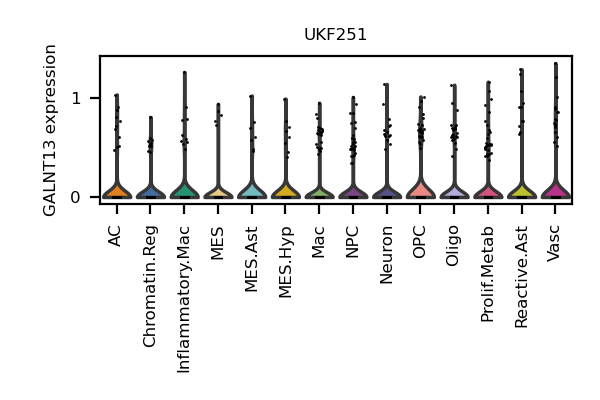 UKF251
GALNT13 expression
1
0
AC
Chromatin.Reg
Inflammatory.Mac
MES
MES.Ast
MES.Hyp
Mac
NPC
Neuron
OPC
Oligo
Prolif.Metab
Reactive.Ast
Vasc